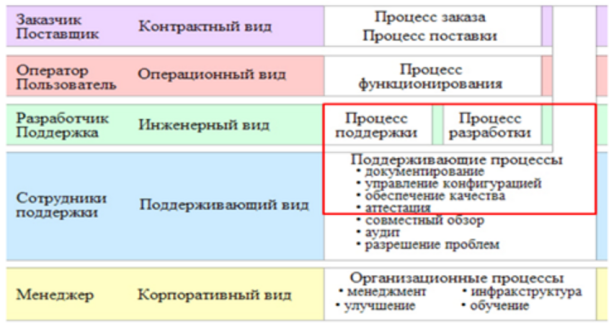 Заказчик
Поставщик
Контрактный вид
Процесс заказа
Процесс поставки
Оператор
Пользователь
Операционный вид
Процесс
функционирования
Разработчик
Поддержка
Инженерный вид
Процесс
поддержки
Процесс
разработки
Сотрудники
поддержки
Поддерживающий вид
Поддерживающие процессы
• документирование
• управление конфигурацией
• обеспечение качества
• аттестация
• совместный обзор
• аудит
• разрешение проблем
Менеджер
Корпоративный вид
Организационные процессы
• менеджмент • инфракструктура
• улучшение • обучение